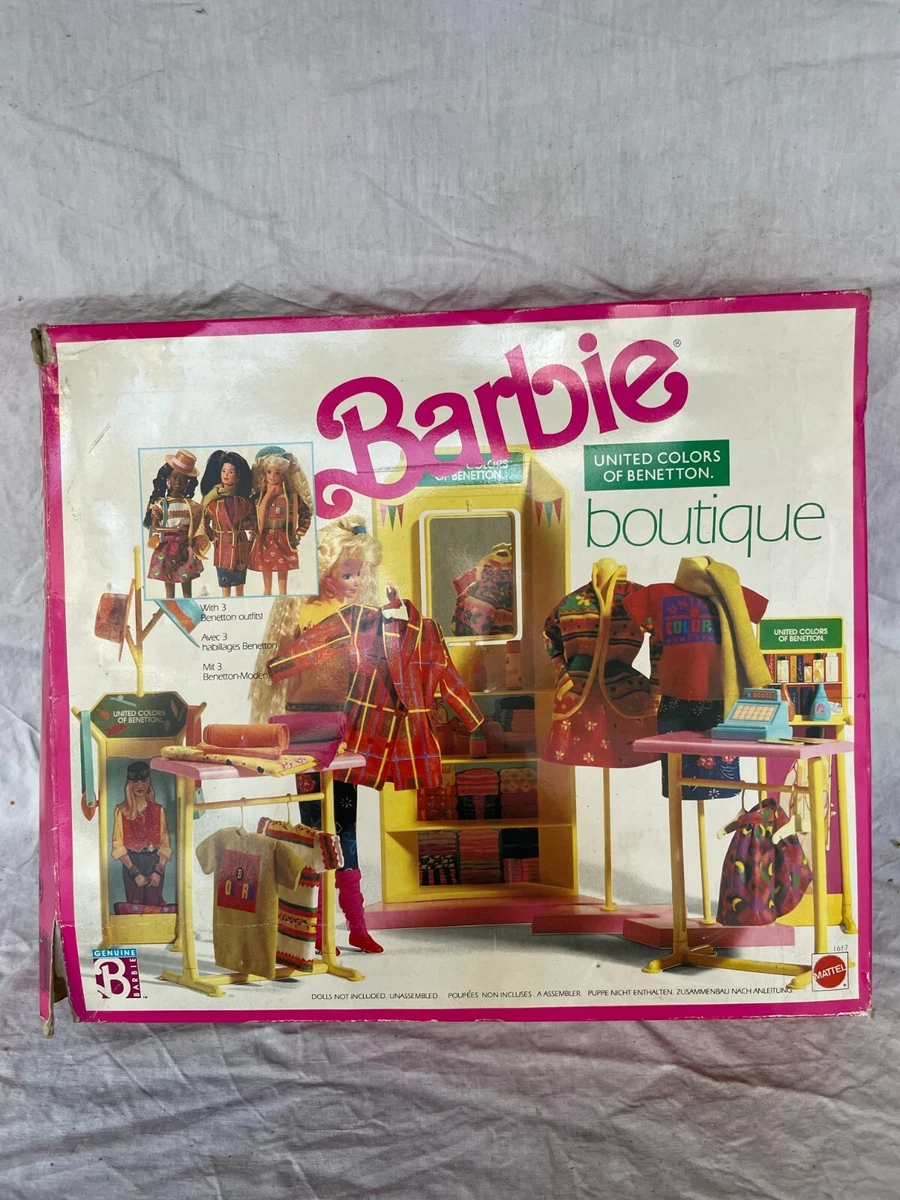 Barbie®
UNITED COLORS
OF BENETTON.
boutique
COLORS
OF BENETTON.
With 3
Benetton outfits!
Avec 3
habillages Benetton
Mit 3
UNITED COLORS
OF BENETTON.
UNITED COLORS
OF BENETTON.
UNITED
COLOR
GENUINE
B
BARBIE
1617
MATTEL
DOLLS NOT INCLUDED. UNASSEMBLED. POUPÉES NON INCLUSES. A ASSEMBLER. PUPPE NICHT ENTHALTEN. ZUSAMMENBAU NACH ANLEITUNG.